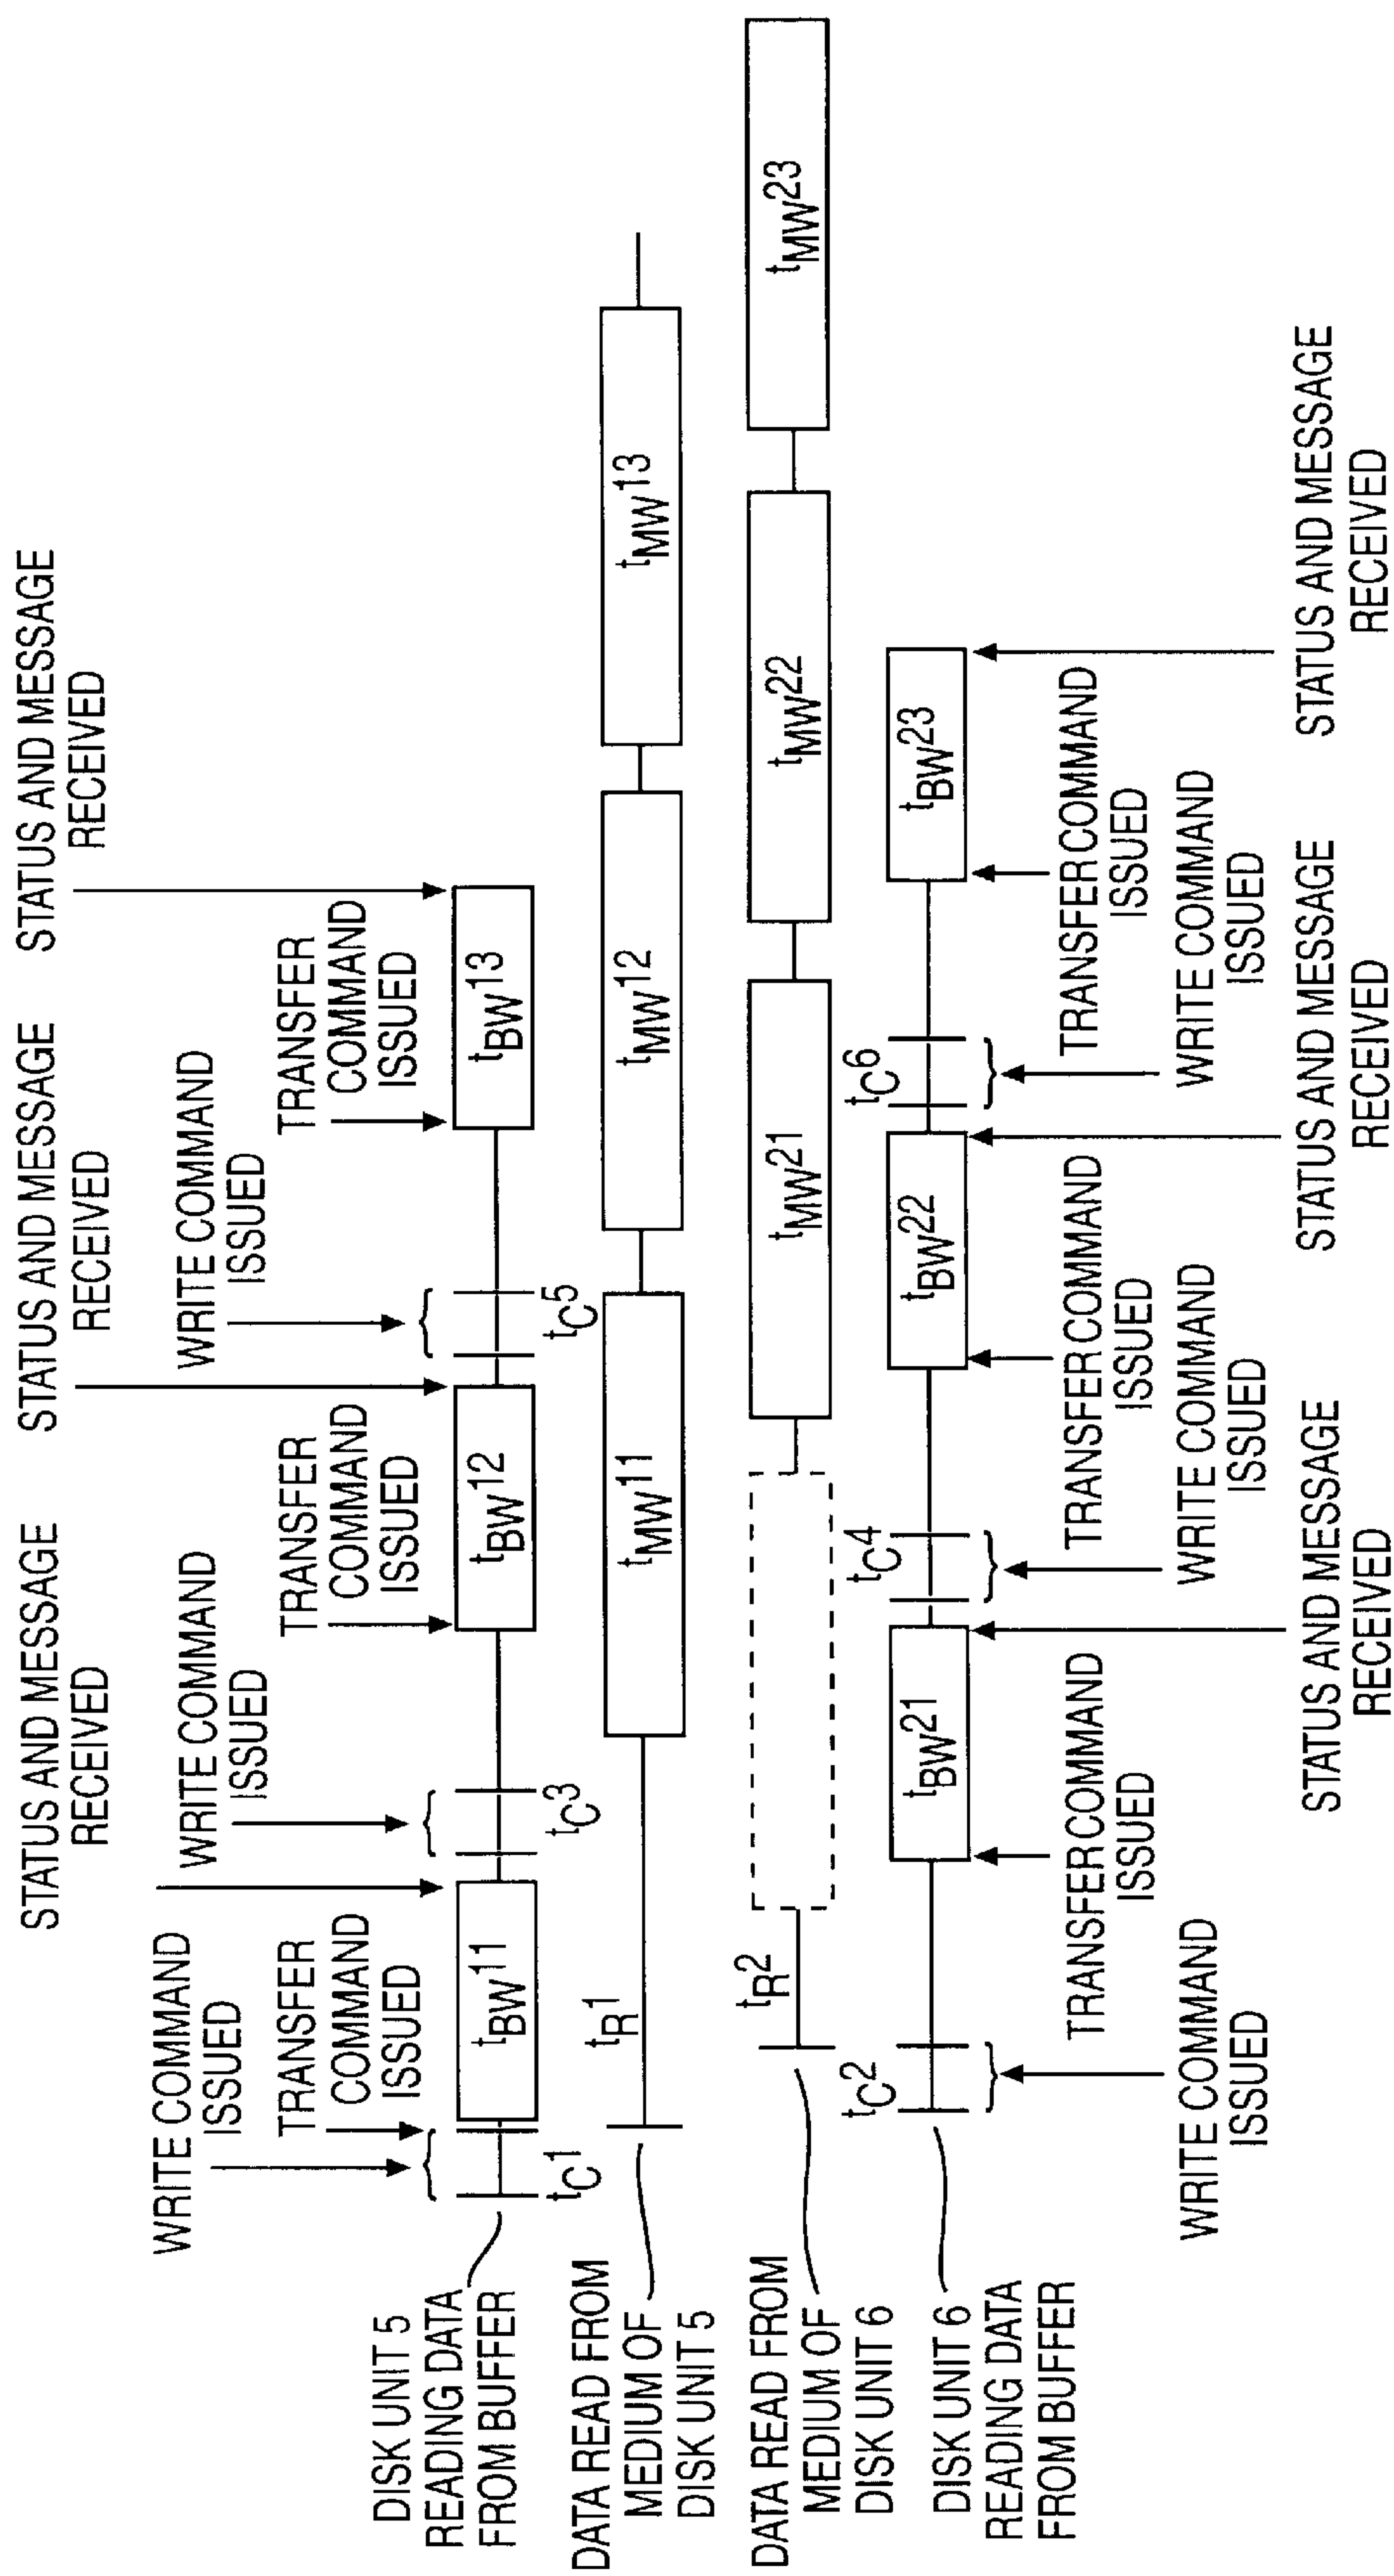 STATUS AND MESSAGE
RECEIVED
STATUS AND MESSAGE
RECEIVED
STATUS AND MESSAGE
RECEIVED
WRITE COMMAND
ISSUED
WRITE COMMAND
ISSUED
WRITE COMMAND
ISSUED
TRANSFER
COMMAND
ISSUED
TRANSFER
COMMAND
ISSUED
TRANSFER
COMMAND
ISSUED
DISK UNIT 5
READING DATA
FROM BUFFER
tBW11
tBW12
tBW13
tC1
tC3
tC5
DATA READ FROM
MEDIUM OF
DISK UNIT 5
tR1
tMW11
tMW12
tMW13
DATA READ FROM
MEDIUM OF
DISK UNIT 6
tR2
tMW21
tMW22
tMW23
tC2
tC4
tC6
DISK UNIT 6
READING DATA
FROM BUFFER
tBW21
tBW22
tBW23
TRANSFER COMMAND
ISSUED
TRANSFER COMMAND
ISSUED
TRANSFER COMMAND
ISSUED
WRITE COMMAND
ISSUED
WRITE COMMAND
ISSUED
WRITE COMMAND
ISSUED
STATUS AND MESSAGE
RECEIVED
STATUS AND MESSAGE
RECEIVED
STATUS AND MESSAGE
RECEIVED